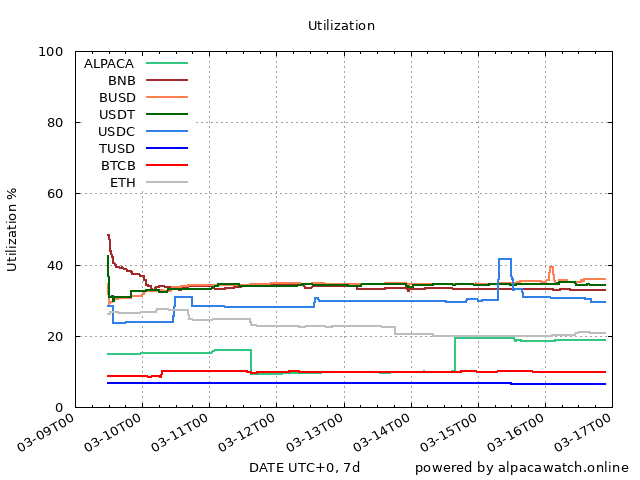 Utilization
Utilization %
100
80
60
40
20
0
ALPACA
BNB
BUSD
USDT
USDC
TUSD
BTCB
ETH
03-09T00
03-10T00
03-11T00
03-12T00
03-13T00
03-14T00
03-15T00
03-16T00
03-17T00
DATE UTC+0, 7d
powered by alpacawatch.online